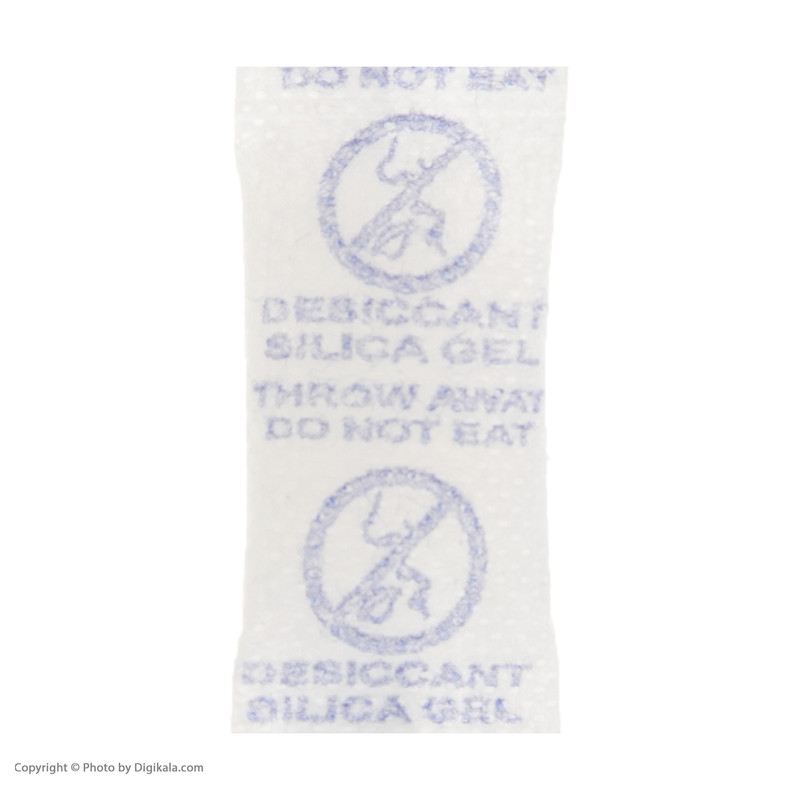 DO NOT EAT
DESICCANT
SILICA GEL
THROW AWAY
DO NOT EAT
DESICCANT
SILICA GEL
Copyright © Photo by Digikala.com